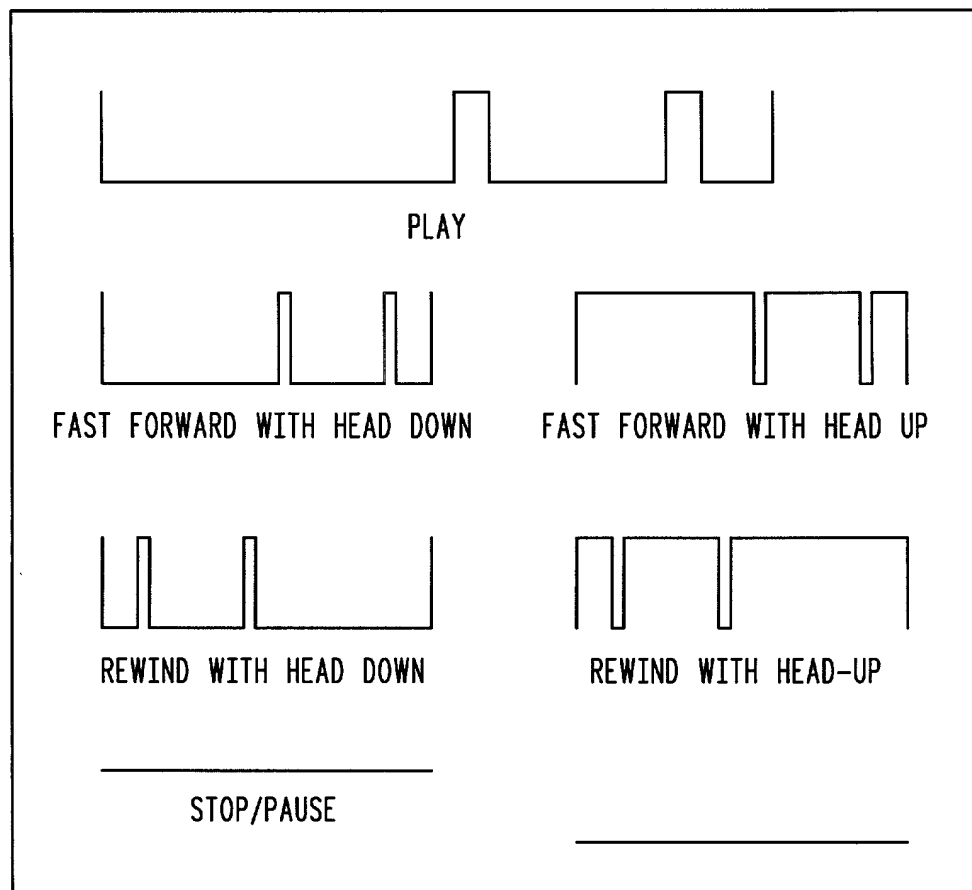 PLAY
FAST FORWARD WITH HEAD DOWN
FAST FORWARD WITH HEAD UP
REWIND WITH HEAD DOWN
REWIND WITH HEAD-UP
STOP/PAUSE